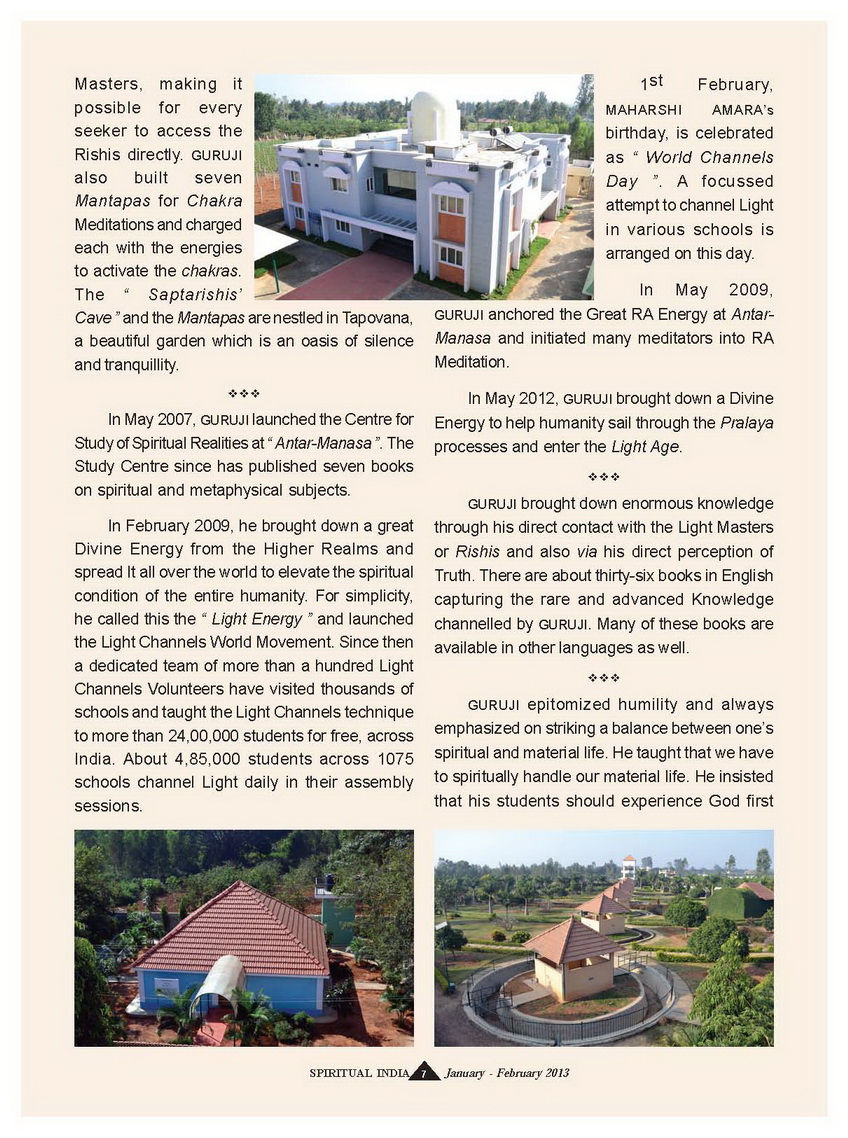 Masters, making it
possible for every
seeker to access the
Rishis directly. GURUJI
also built seven
Mantapas for Chakra
Meditations and charged
each with the energies
to activate the chakras.
The “ Saptarishis’
Cave ” and the Mantapas are nestled in Tapovana,
a beautiful garden which is an oasis of silence
and tranquillity.
❖❖❖
In May 2007, GURUJI launched the Centre for
Study of Spiritual Realities at “ Antar-Manasa ”. The
Study Centre since has published seven books
on spiritual and metaphysical subjects.
In February 2009, he brought down a great
Divine Energy from the Higher Realms and
spread It all over the world to elevate the spiritual
condition of the entire humanity. For simplicity,
he called this the “ Light Energy ” and launched
the Light Channels World Movement. Since then
a dedicated team of more than a hundred Light
Channels Volunteers have visited thousands of
schools and taught the Light Channels technique
to more than 24,00,000 students for free, across
India. About 4,85,000 students across 1075
schools channel Light daily in their assembly
sessions.
1st February,
MAHARSHI AMARA’s
birthday, is celebrated
as “ World Channels
Day ”. A focussed
attempt to channel Light
in various schools is
arranged on this day.
In May 2009,
GURUJI anchored the Great RA Energy at Antar-
Manasa and initiated many meditators into RA
Meditation.
In May 2012, GURUJI brought down a Divine
Energy to help humanity sail through the Pralaya
processes and enter the Light Age.
❖❖❖
GURUJI brought down enormous knowledge
through his direct contact with the Light Masters
or Rishis and also via his direct perception of
Truth. There are about thirty-six books in English
capturing the rare and advanced Knowledge
channelled by GURUJI. Many of these books are
available in other languages as well.
❖❖❖
GURUJI epitomized humility and always
emphasized on striking a balance between one’s
spiritual and material life. He taught that we have
to spiritually handle our material life. He insisted
that his students should experience God first
SPIRITUAL INDIA 7 January - February 2013